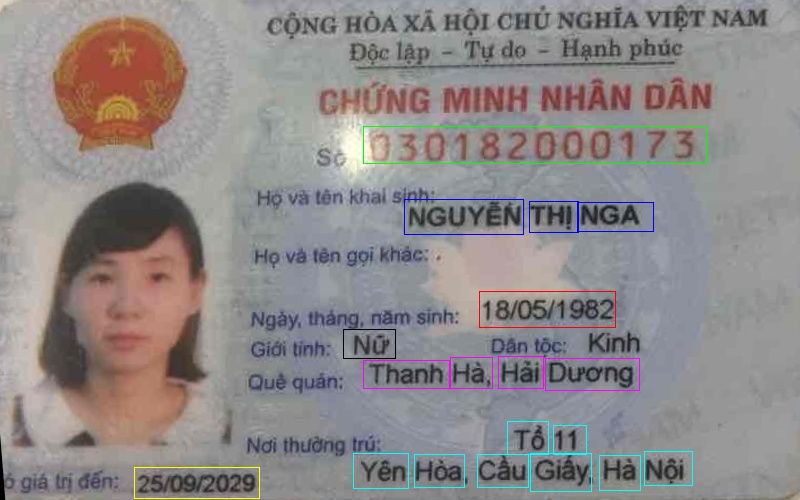 CỘNG HÒA XÃ HỘI CHỦ NGHĨA VIỆT NAM
Độc lập - Tự do - Hạnh phúc
CHỨNG MINH NHÂN DÂN
Số 030182000173
Họ và tên khai sinh:
NGUYỄN THỊ NGA
Họ và tên gọi khác: .
Ngày, tháng, năm sinh: 18/05/1982
Giới tính: Nữ Dân tộc: Kinh
Quê quán: Thanh Hà, Hải Dương
Nơi thường trú: Tổ 11
Yên Hòa, Cầu Giấy, Hà Nội
ó giá trị đến: 25/09/2029